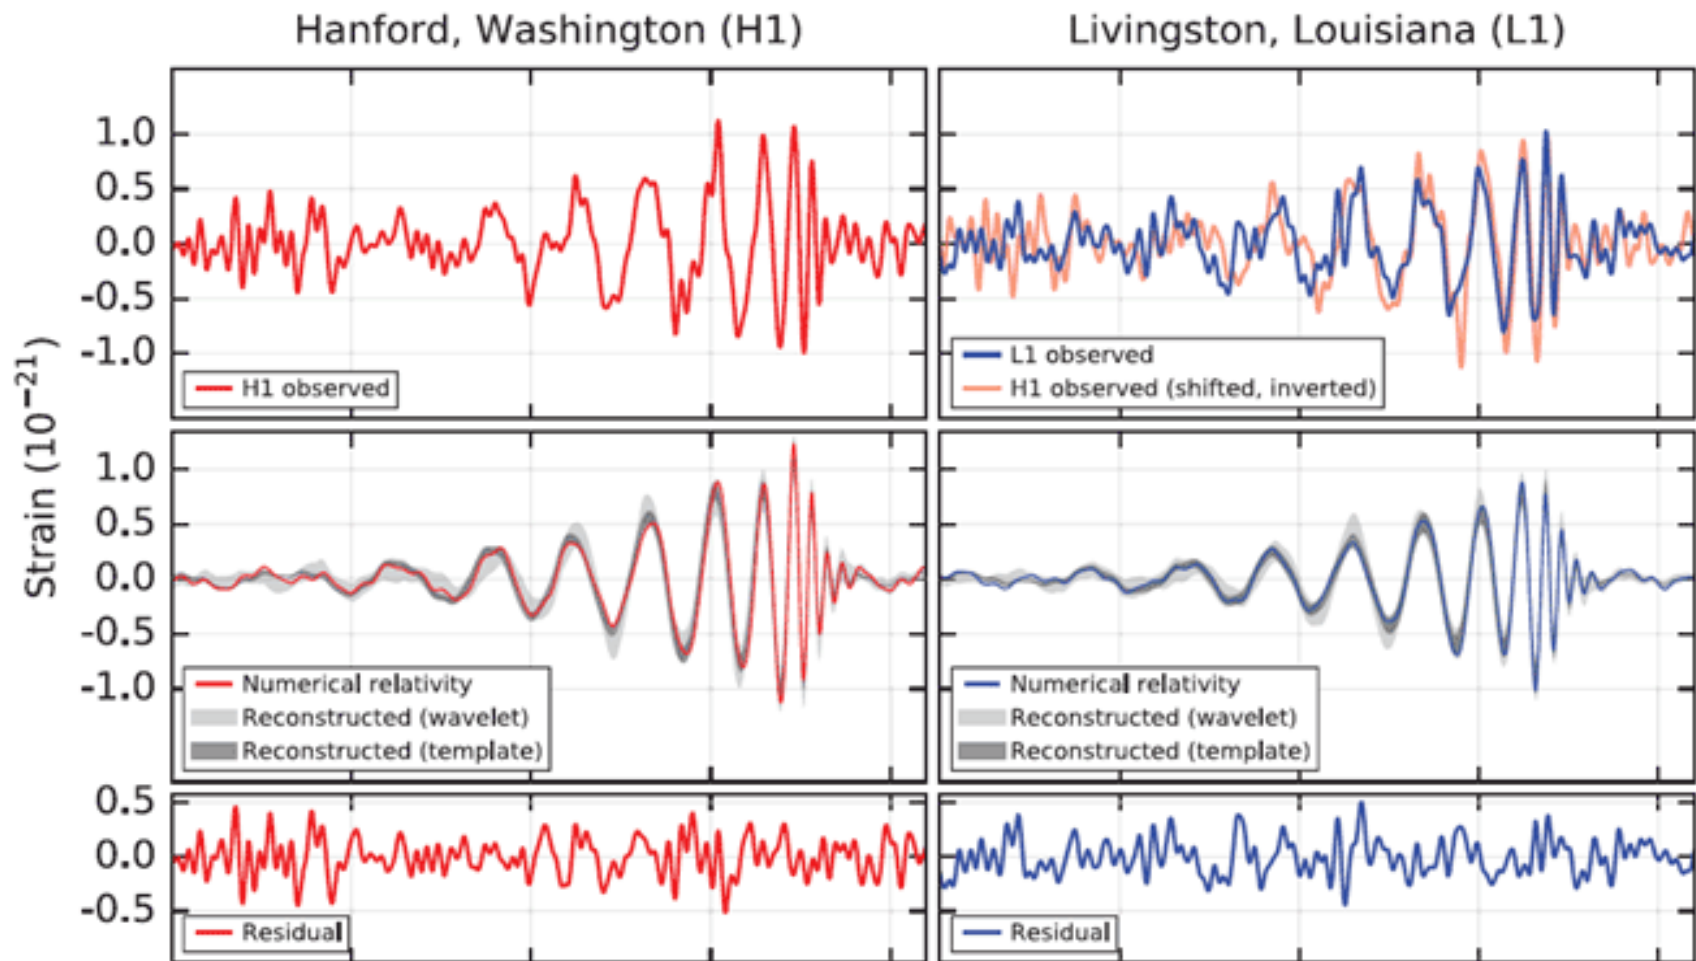 Hanford, Washington (H1)
Livingston, Louisiana (L1)
Strain (10⁻²¹)
1.0
0.5
0.0
-0.5
-1.0
H1 observed
L1 observed
H1 observed (shifted, inverted)
1.0
0.5
0.0
-0.5
-1.0
Numerical relativity
Reconstructed (wavelet)
Reconstructed (template)
Numerical relativity
Reconstructed (wavelet)
Reconstructed (template)
0.5
0.0
-0.5
Residual
Residual